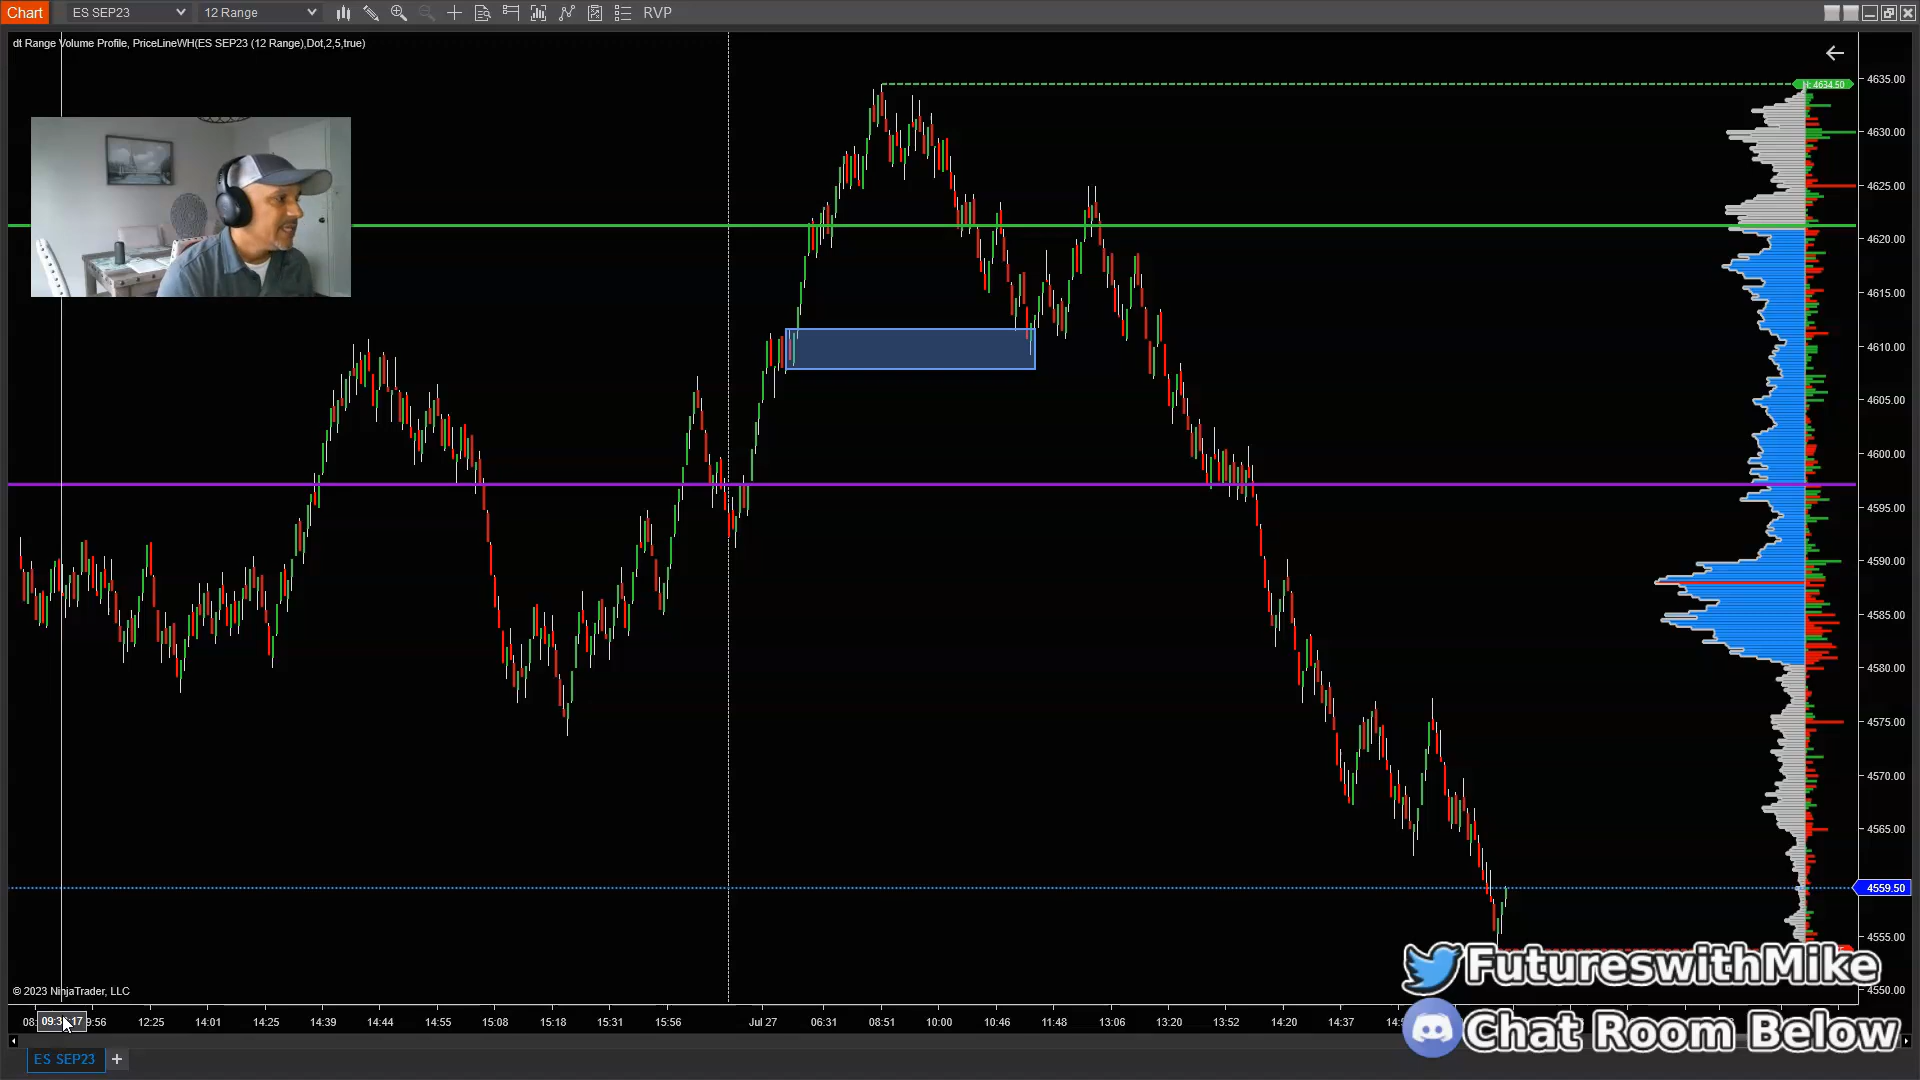 Chart ES SEP23 12 Range RVP
dt Range Volume Profile, PriceLineWH(ES SEP23 (12 Range),Dot,2,5,true)
4635.00
H: 4634.50
4630.00
4625.00
4620.00
4615.00
4610.00
4605.00
4600.00
4595.00
4590.00
4585.00
4580.00
4575.00
4570.00
4565.00
4559.50
4555.00
4550.00
FutureswithMike
© 2023 NinjaTrader, LLC
12:25 14:01 14:25 14:39 14:44 14:55 15:08 15:18 15:31 15:56 Jul 27 06:31 08:51 10:00 10:46 11:48 13:06 13:20 13:52 14:20 14:37
Chat Room Below
ES SEP23 +